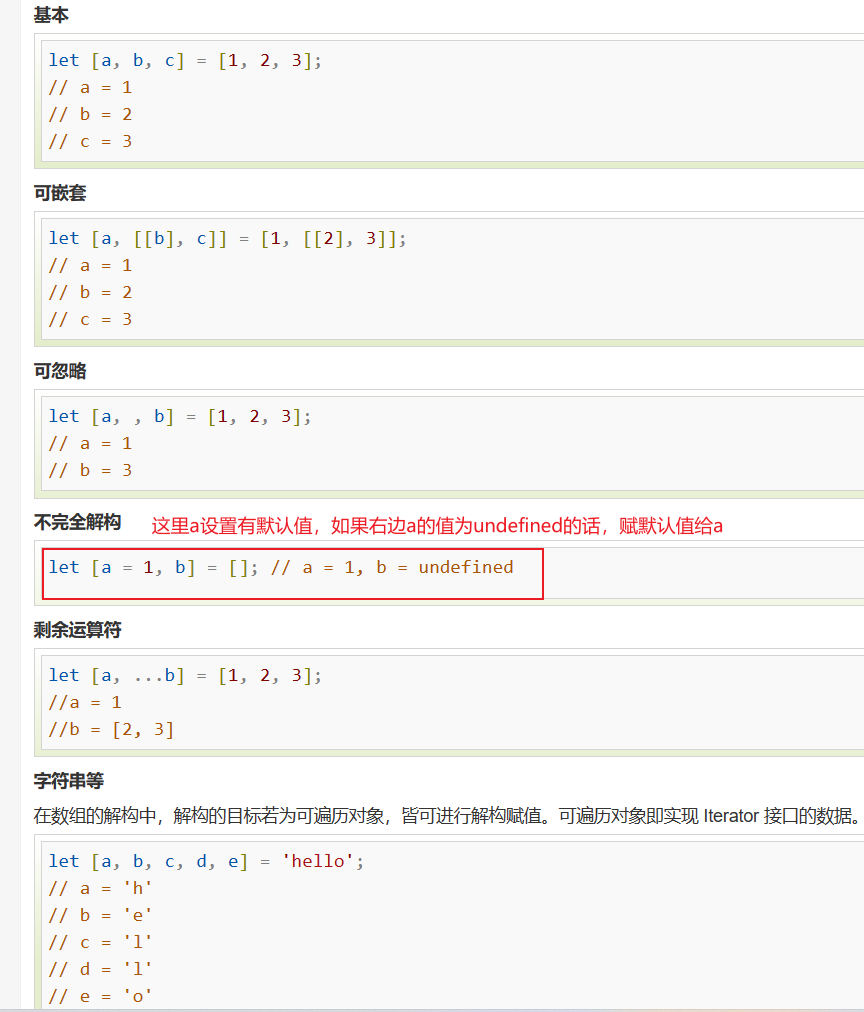 基本
let [a, b, c] = [1, 2, 3];
// a = 1
// b = 2
// c = 3
可嵌套
let [a, [[b], c]] = [1, [[2], 3]];
// a = 1
// b = 2
// c = 3
可忽略
let [a, , b] = [1, 2, 3];
// a = 1
// b = 3
不完全解构 这里a设置有默认值，如果右边a的值为undefined的话，赋默认值给a
let [a = 1, b] = []; // a = 1, b = undefined
剩余运算符
let [a, ...b] = [1, 2, 3];
//a = 1
//b = [2, 3]
字符串等
在数组的解构中，解构的目标若为可遍历对象，皆可进行解构赋值。可遍历对象即实现 Iterator 接口的数据。
let [a, b, c, d, e] = 'hello';
// a = 'h'
// b = 'e'
// c = 'l'
// d = 'l'
// e = 'o'